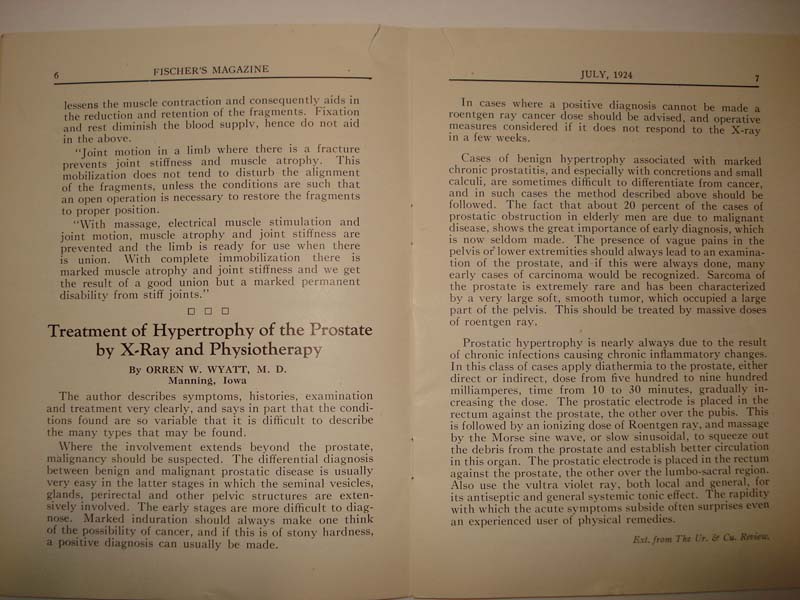 6
FISCHER'S MAGAZINE
lessens the muscle contraction and consequently aids in
the reduction and retention of the fragments. Fixation
and rest diminish the blood supply, hence do not aid
in the above.
"Joint motion in a limb where there is a fracture
prevents joint stiffness and muscle atrophy. This
mobilization does not tend to disturb the alignment
of the fragments, unless the conditions are such that
an open operation is necessary to restore the fragments
to proper position.
"With massage, electrical muscle stimulation and
joint motion, muscle atrophy and joint stiffness are
prevented and the limb is ready for use when there
is union. With complete immobilization there is
marked muscle atrophy and joint stiffness and we get
the result of a good union but a marked permanent
disability from stiff joints."
Treatment of Hypertrophy of the Prostate
by X-Ray and Physiotherapy
By ORREN W. WYATT, M. D.
Manning, Iowa
The author describes symptoms, histories, examination
and treatment very clearly, and says in part that the condi-
tions found are so variable that it is difficult to describe
the many types that may be found.
Where the involvement extends beyond the prostate,
malignancy should be suspected. The differential diagnosis
between benign and malignant prostatic disease is usually
very easy in the latter stages in which the seminal vesicles,
glands, perirectal and other pelvic structures are exten-
sively involved. The early stages are more difficult to diag-
nose. Marked induration should always make one think
of the possibility of cancer, and if this is of stony hardness,
a positive diagnosis can usually be made.
JULY, 1924
7
In cases where a positive diagnosis cannot be made a
roentgen ray cancer dose should be advised, and operative
measures considered if it does not respond to the X-ray
in a few weeks.
Cases of benign hypertrophy associated with marked
chronic prostatitis, and especially with concretions and small
calculi, are sometimes difficult to differentiate from cancer,
and in such cases the method described above should be
followed. The fact that about 20 percent of the cases of
prostatic obstruction in elderly men are due to malignant
disease, shows the great importance of early diagnosis, which
is now seldom made. The presence of vague pains in the
pelvis or lower extremities should always lead to an examina-
tion of the prostate, and if this were always done, many
early cases of carcinoma would be recognized. Sarcoma of
the prostate is extremely rare and has been characterized
by a very large soft, smooth tumor, which occupied a large
part of the pelvis. This should be treated by massive doses
of roentgen ray.
Prostatic hypertrophy is nearly always due to the result
of chronic infections causing chronic inflammatory changes.
In this class of cases apply diathermia to the prostate, either
direct or indirect, dose from five hundred to nine hundred
milliamperes, time from 10 to 30 minutes, gradually in-
creasing the dose. The prostatic electrode is placed in the
rectum against the prostate, the other over the pubis. This
is followed by an ionizing dose of Roentgen ray, and massage
by the Morse sine wave, or slow sinusoidal, to squeeze out
the debris from the prostate and establish better circulation
in this organ. The prostatic electrode is placed in the rectum
against the prostate, the other over the lumbo-sacral region.
Also use the vultra violet ray, both local and general, for
its antiseptic and general systemic tonic effect. The rapidity
with which the acute symptoms subside often surprises even
an experienced user of physical remedies.
Ext. from The Ur. & Cu. Review.